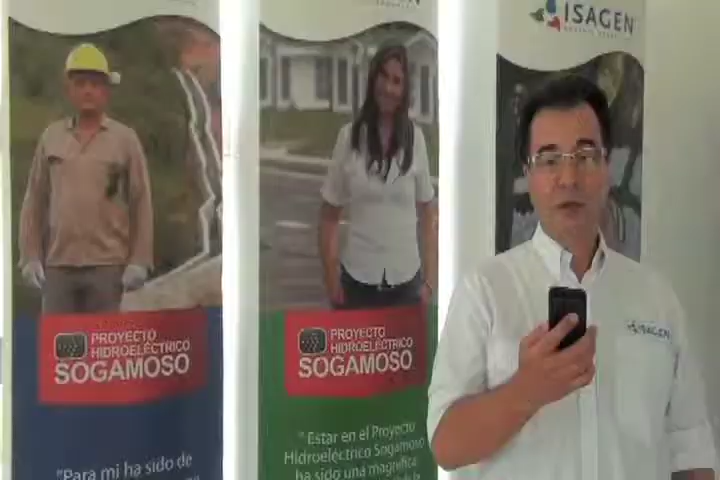 ISAGEN
PROYECTO
HIDROELÉCTRICO
SOGAMOSO
"Para mi ha sido de
PROYECTO
HIDROELÉCTRICO
SOGAMOSO
" Estar en el Proyecto
Hidroeléctrico Sogamoso
ha sido una magnífica
ISAGEN